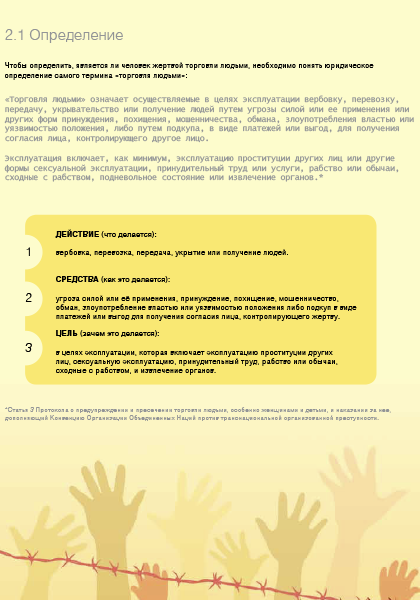 2.1 Определение
Чтобы определить, является ли человек жертвой торговли людьми, необходимо понять юридическое
определение самого термина «торговля людьми»:
«Торговля людьми» означает осуществляемые в целях эксплуатации вербовку, перевозку,
передачу, укрывательство или получение людей путем угрозы силой или ее применения или
других форм принуждения, похищения, мошенничества, обмана, злоупотребления властью или
уязвимостью положения, либо путем подкупа, в виде платежей или выгод, для получения
согласия лица, контролирующего другое лицо.
Эксплуатация включает, как минимум, эксплуатацию проституции других лиц или другие
формы сексуальной эксплуатации, принудительный труд или услуги, рабство или обычаи,
сходные с рабством, подневольное состояние или извлечение органов.*
1
ДЕЙСТВИЕ (что делается):
вербовка, перевозка, передача, укрытие или получение людей.
2
СРЕДСТВА (как это делается):
угроза силой или её применения, принуждение, похищение, мошенничество,
обман, злоупотребление властью или уязвимостью положения либо подкуп в виде
платежей или выгод для получения согласия лица, контролирующего жертву.
3
ЦЕЛЬ (зачем это делается):
в целях эксплуатации, которая включает эксплуатацию проституции других
лиц, сексуальную эксплуатацию, принудительный труд, рабство или обычаи,
сходные с рабством, и извлечение органов.
*Статья 3 Протокола о предупреждении и пресечении торговли людьми, особенно женщинами и детьми, и наказании за нее,
дополняющий Конвенцию Организации Объединенных Наций против транснациональной организованной преступности.